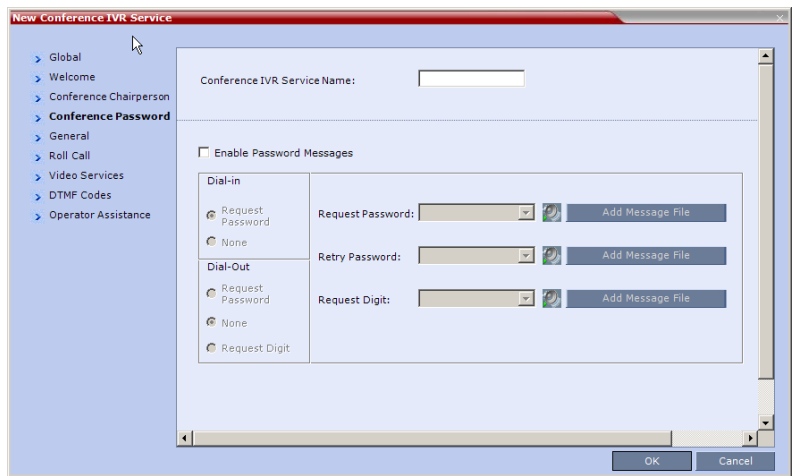 New Conference IVR Service
Global
Welcome
Conference Chairperson
Conference Password
General
Roll Call
Video Services
DTMF Codes
Operator Assistance
Conference IVR Service Name:
Enable Password Messages
Dial-in
Request Password
None
Dial-Out
Request Password
None
Request Digit
Request Password:
Add Message File
Retry Password:
Add Message File
Request Digit:
Add Message File
OK
Cancel